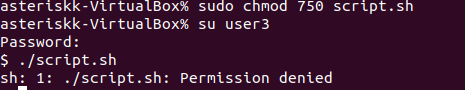 asteriskk-VirtualBox% sudo chmod 750 script.sh
asteriskk-VirtualBox% su user3
Password:
$ ./script.sh
sh: 1: ./script.sh: Permission denied